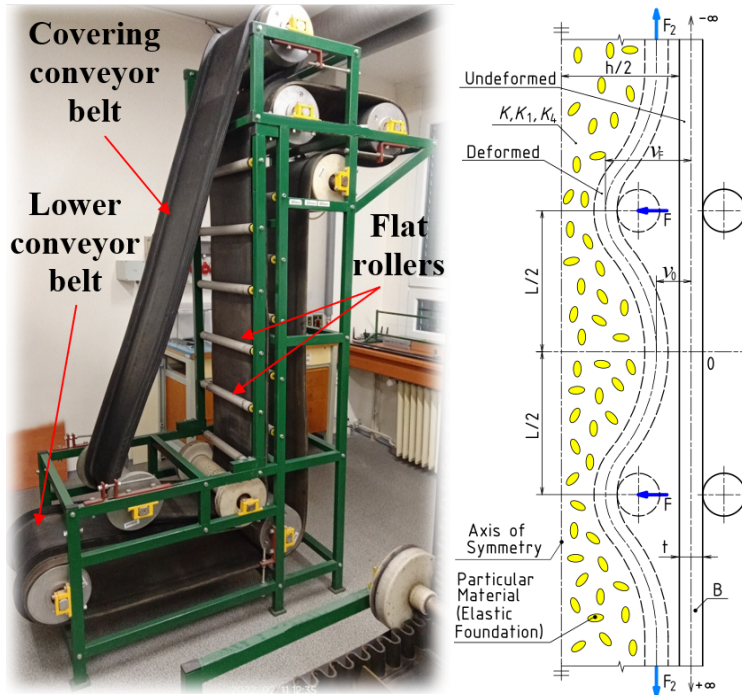 Covering
conveyor
belt
Lower
conveyor
belt
Flat
rollers
F₂
-∞
h/2
Undeformed
K, K₁, K₄
Deformed
v_F
F
L/2
v₀
0
L/2
F
Axis of
Symmetry
t
Particular
Material
(Elastic
Foundation)
B
F₂
+∞